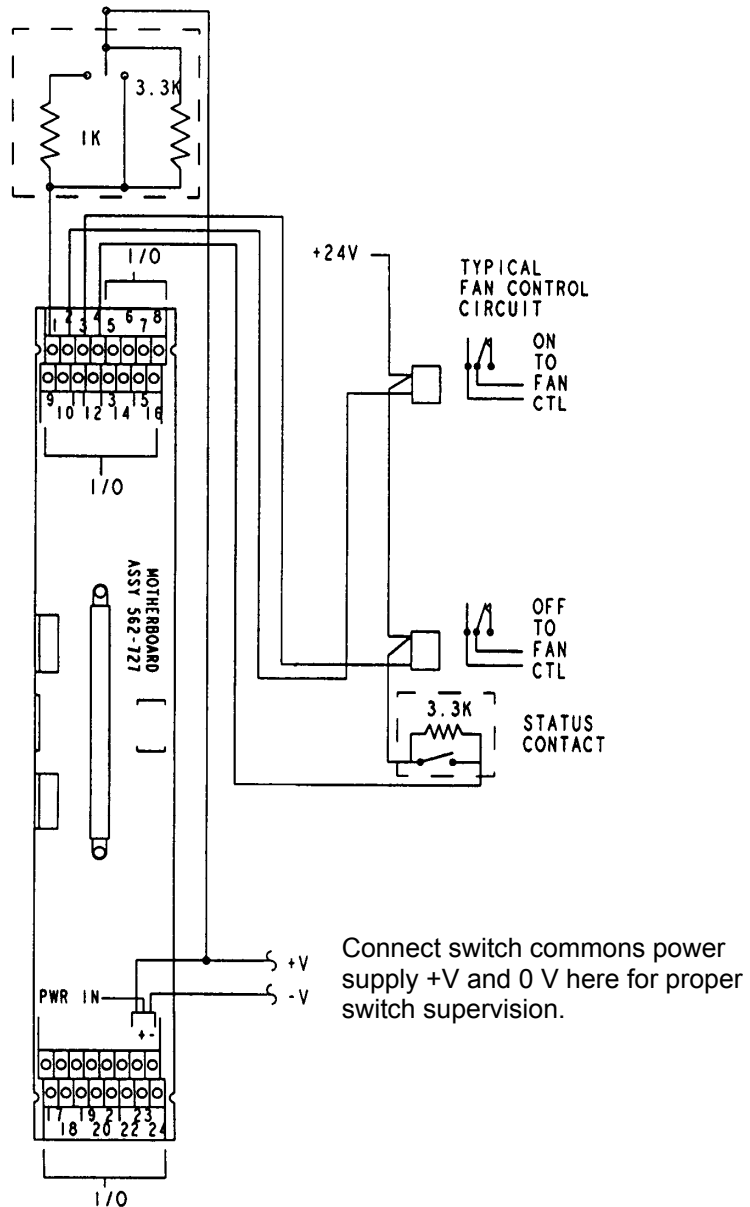 3.3K
1K
I/O
1 2 3 4 5 6 7 8
9 10 11 12 13 14 15 16
I/O
+24V
TYPICAL
FAN CONTROL
CIRCUIT
ON
TO
FAN
CTL
MOTHERBOARD
ASSY 562-727
OFF
TO
FAN
CTL
3.3K
STATUS
CONTACT
+V
-V
Connect switch commons power
supply +V and 0 V here for proper
switch supervision.
PWR IN
+ -
17 18 19 20 21 22 23 24
I/O